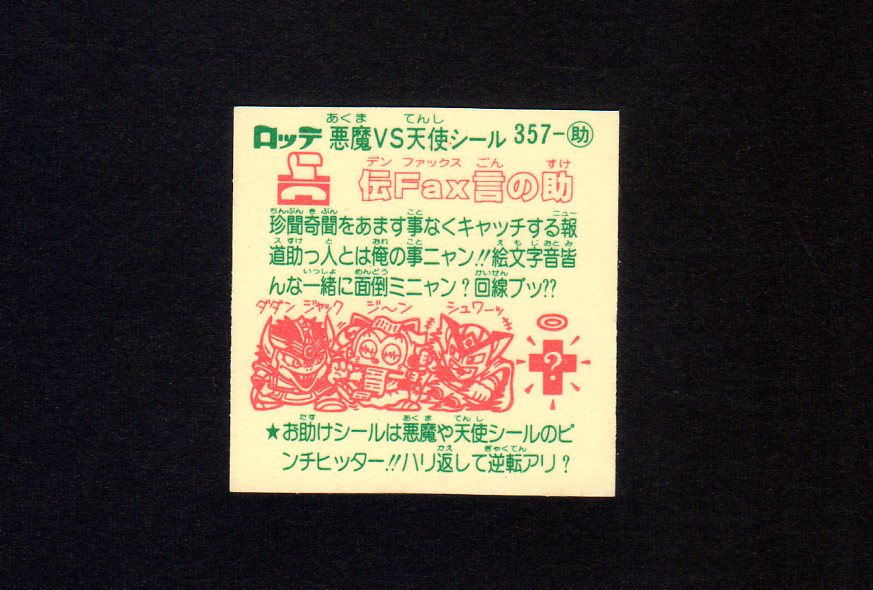 ロッテ 悪魔VS天使シール 357-助
あくま てんし
伝Fax言の助
デン ファックス ごん すけ
珍聞奇聞をあます事なくキャッチする報
ちんぶん き ぶん こと ニュー
道助っ人とは俺の事ニャン!!絵文字音皆
ス すけ と おれ こと え も じ おと み
んな一緒に面倒ミニャン?回線ブッ??
いっしょ めんどう かいせん
ダダン ジャック ジ〜ン シュワーッ
言
?
★お助けシールは悪魔や天使シールのピ
たす あく ま てん し
ンチヒッター!!ハリ返して逆転アリ?
かえ ぎゃくてん